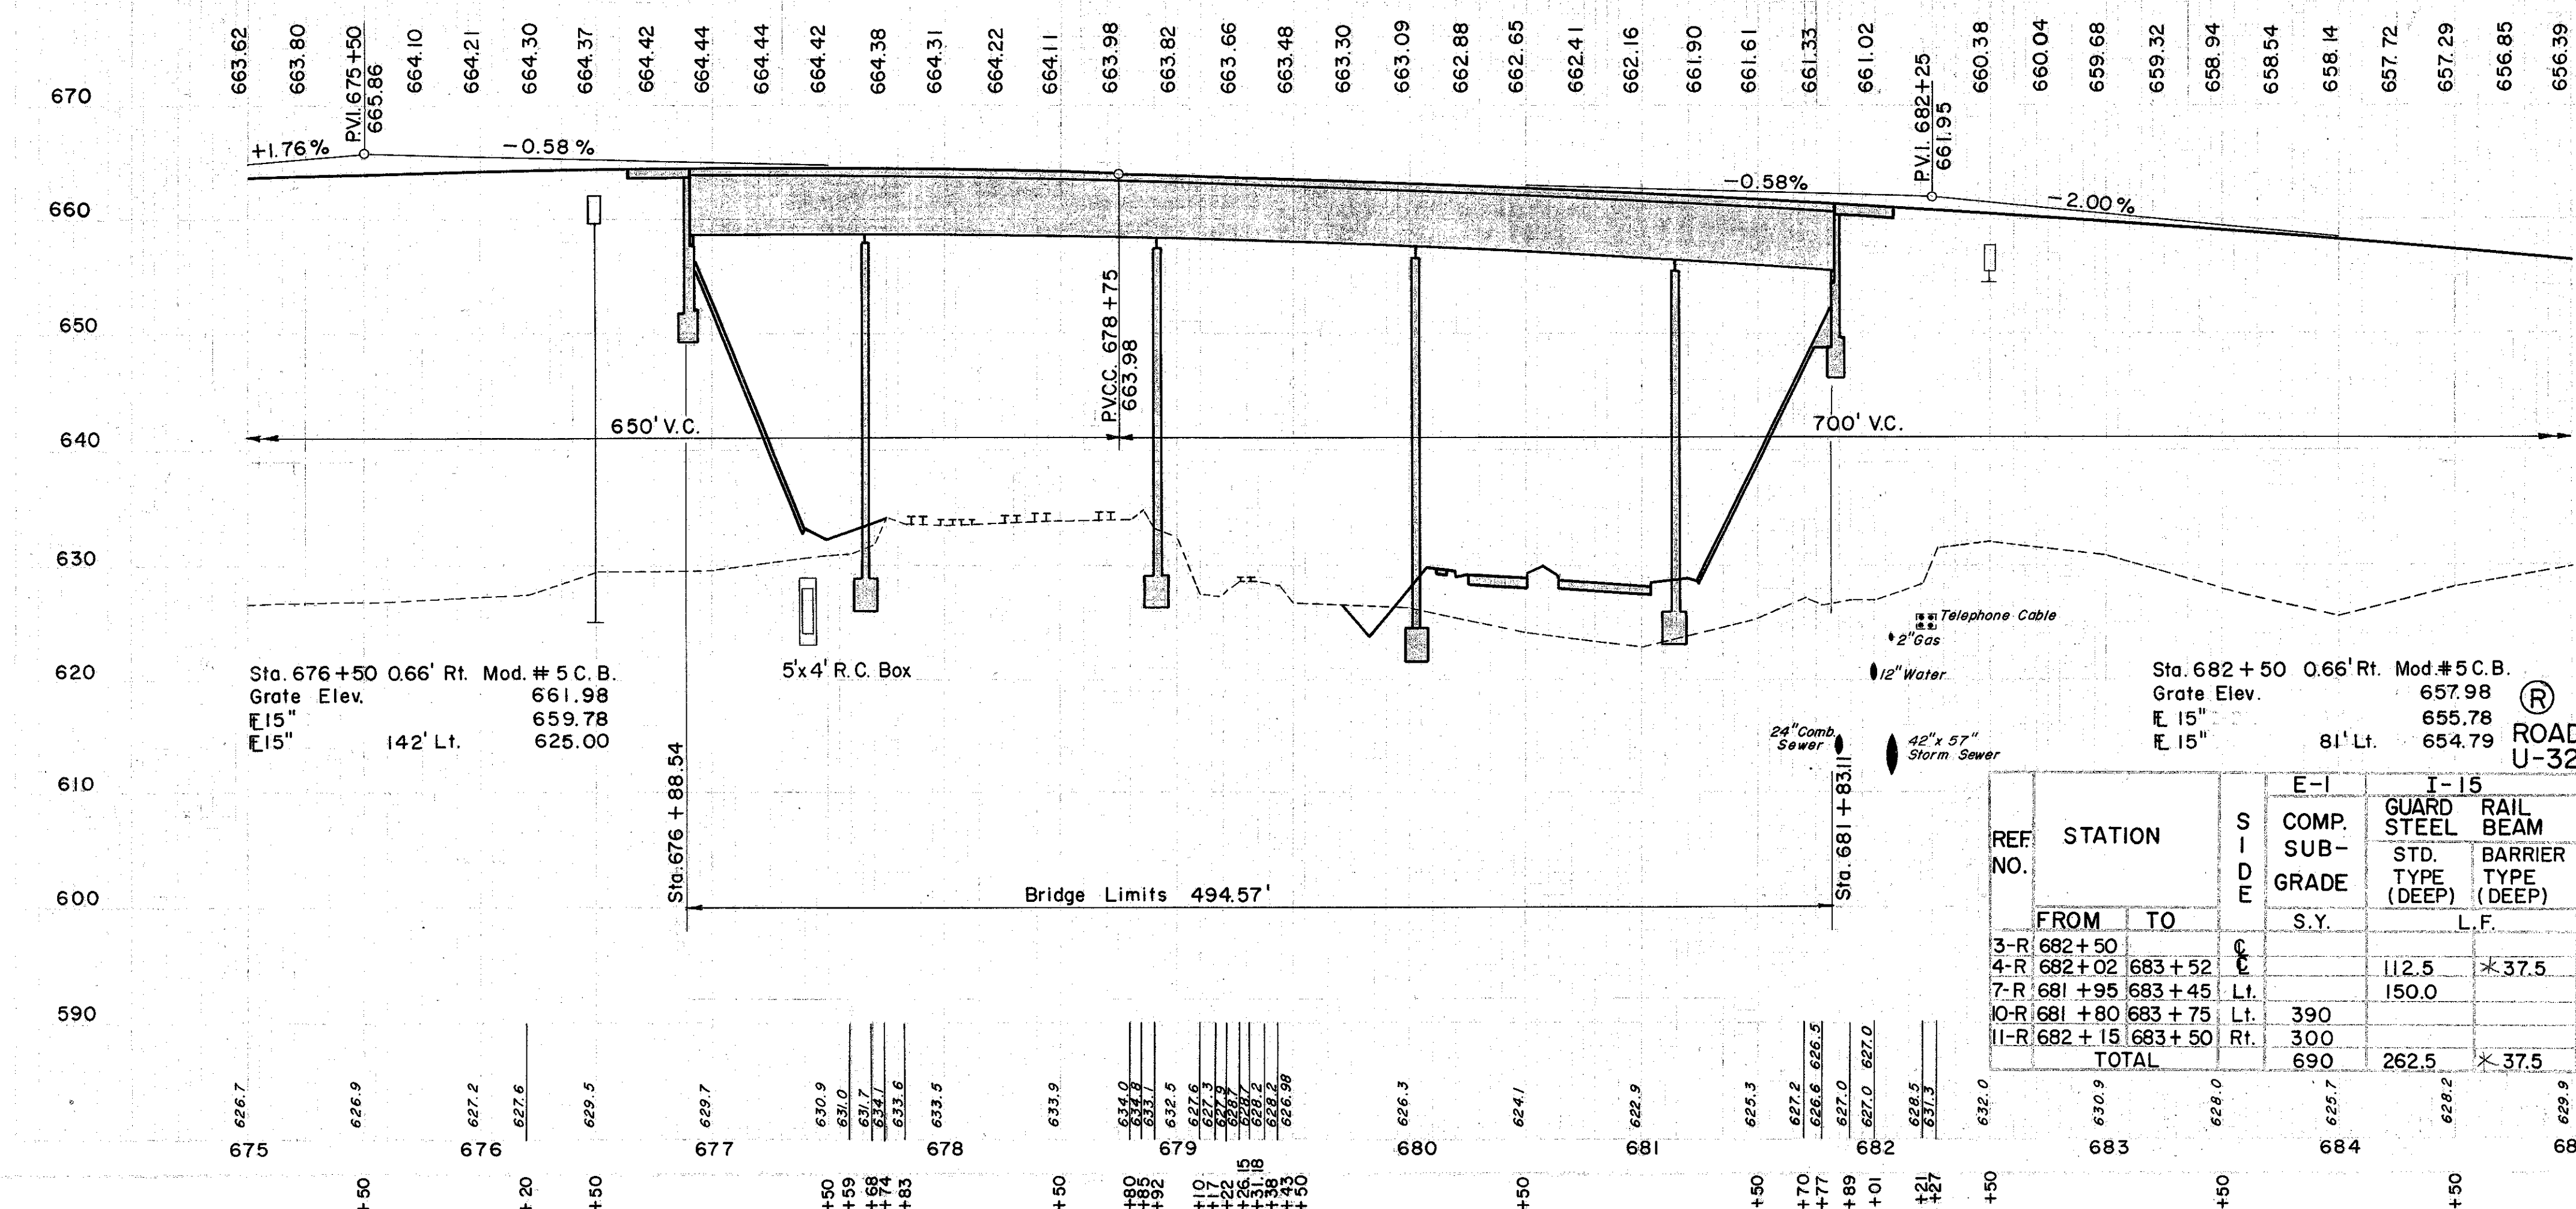 663.62 663.80 664.10 664.21 664.30 664.37 664.42 664.44 664.44 664.42 664.38 664.31 664.22 664.11 663.98 663.82 663.66 663.48 663.30 663.09 662.88 662.65 662.41 662.16 661.90 661.61 661.33 661.02 660.38 660.04 659.68 659.32 658.94 658.54 658.14 657.72 657.29 656.85 656.39
P.V.I. 675+50
665.86
P.V.I. 682+25
661.95
670
+1.76%
-0.58%
-0.58%
-2.00%
660
650
P.V.C.C. 678+75
663.98
640
650' V.C.
700' V.C.
630
620
5'x4' R.C. Box
Telephone Cable
2" Gas
12" Water
24" Comb.
Sewer
42"x 57"
Storm Sewer
Sta. 676+50 0.66' Rt. Mod. #5 C.B.
Grate Elev. 661.98
FL 15" 659.78
FL 15" 142' Lt. 625.00
Sta. 682+50 0.66' Rt. Mod. #5 C.B.
Grate Elev. 657.98
FL 15" 655.78
FL 15" 81' Lt. 654.79
R
ROAD
U-32
610
600
590
Sta. 676+88.54
Sta. 681+83.11
Bridge Limits 494.57'
REF. NO. STATION SIDE E-1 I-15
COMP. SUB-GRADE GUARD RAIL STEEL BEAM
STD. TYPE (DEEP) BARRIER TYPE (DEEP)
FROM TO S.Y. L.F.
3-R 682+50 ℄
4-R 682+02 683+52 ℄ 112.5 *37.5
7-R 681+95 683+45 Lt. 150.0
10-R 681+80 683+75 Lt. 390
11-R 682+15 683+50 Rt. 300
TOTAL 690 262.5 *37.5
626.7 626.9 627.2 627.6 629.5 629.7 630.9 631.0 631.7 634.1 633.6 633.5 633.9 634.0 634.8 633.1 632.5 627.6 627.3 627.9 628.7 628.7 628.2 628.2 626.98 626.3 624.1 622.9 625.3 627.2 626.6 626.5 627.0 627.0 627.0 628.5 631.3 632.0 630.9 628.0 625.7 628.2 629.9
675 676 677 678 679 680 681 682 683 684 68
+50 +20 +50 +50 +59 +68 +74 +83 +50 +80 +85 +92 +10 +17 +22 +26.15 +31.18 +38 +43 +50 +50 +50 +70 +77 +89 +01 +21 +27 +50 +50 +50